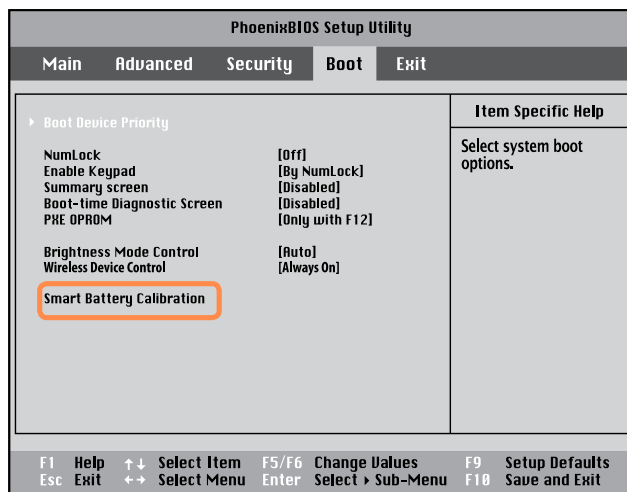 PhoenixBIOS Setup Utility
Main Advanced Security Boot Exit
Boot Device Priority
NumLock [Off]
Enable Keypad [By NumLock]
Summary screen [Disabled]
Boot-time Diagnostic Screen [Disabled]
PXE OPROM [Only with F12]
Brightness Mode Control [Auto]
Wireless Device Control [Always On]
Smart Battery Calibration
Item Specific Help
Select system boot
options.
F1 Help ↑↓ Select Item F5/F6 Change Values F9 Setup Defaults
Esc Exit ←→ Select Menu Enter Select ▸ Sub-Menu F10 Save and Exit